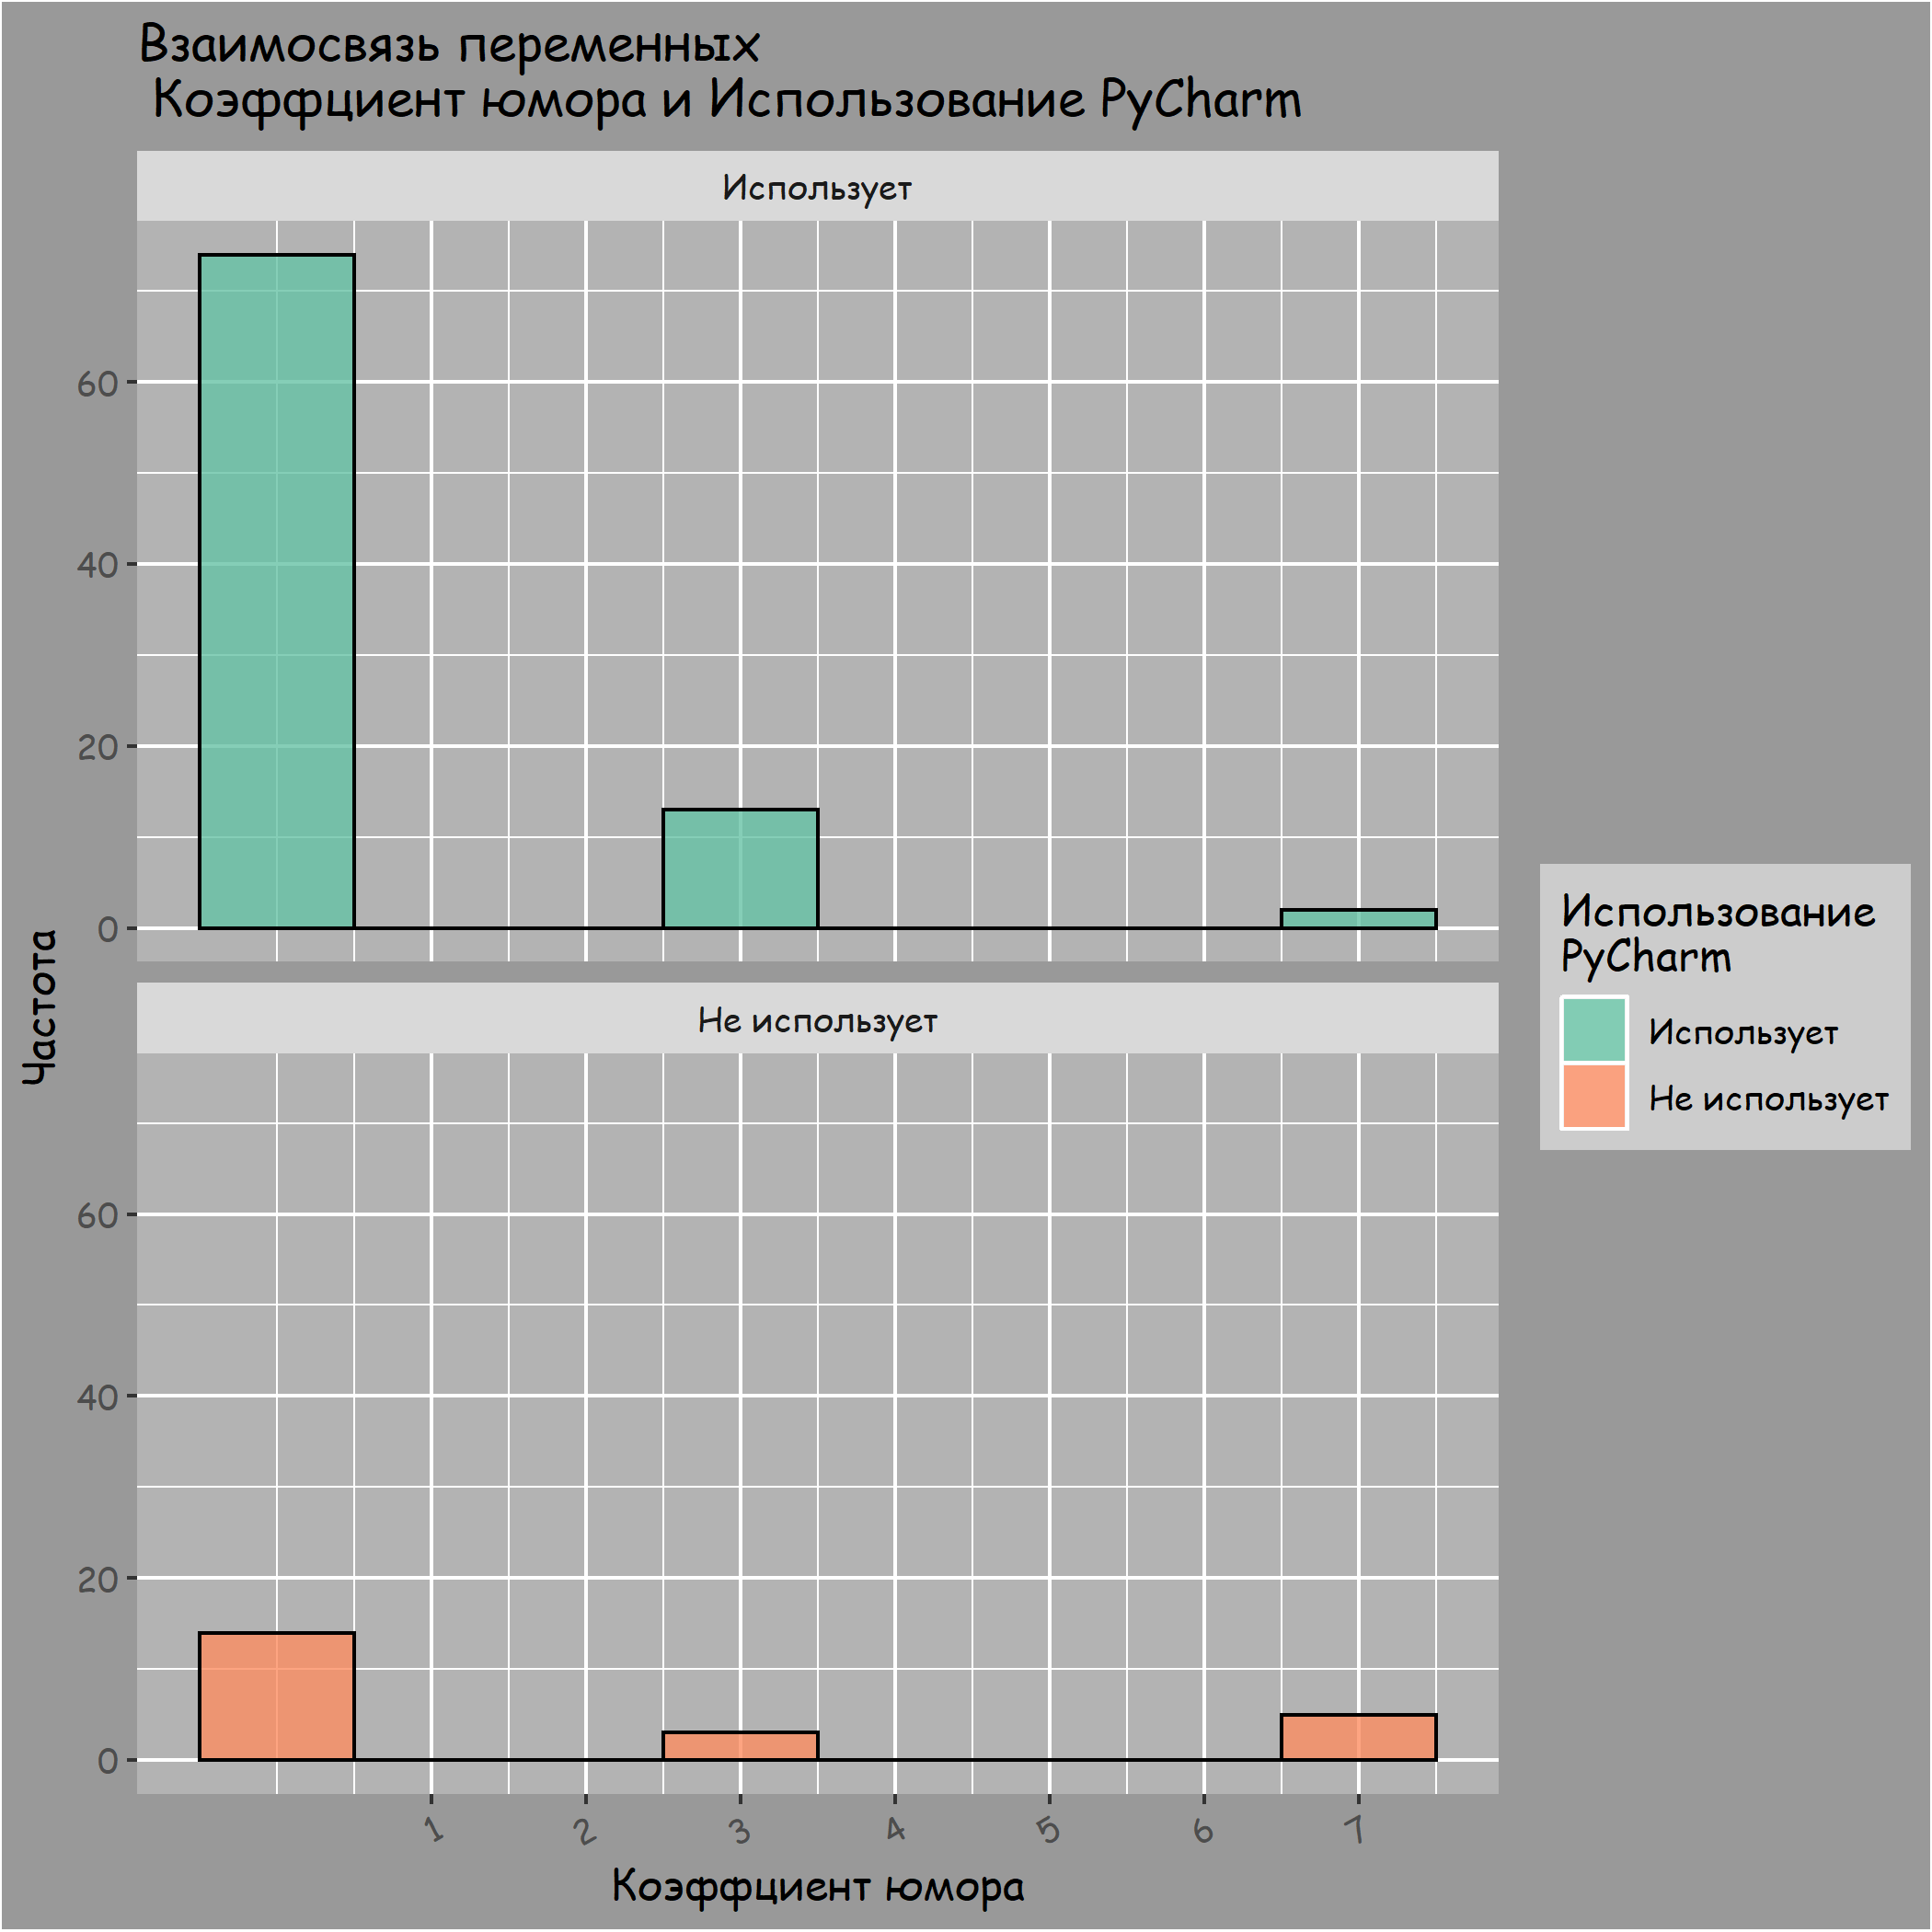 Взаимосвязь переменных
Коэффциент юмора и Использование PyCharm
Использует
60
40
20
0
Частота
Не использует
60
40
20
0
1 2 3 4 5 6 7
Коэффциент юмора
Использование
PyCharm
Использует
Не использует